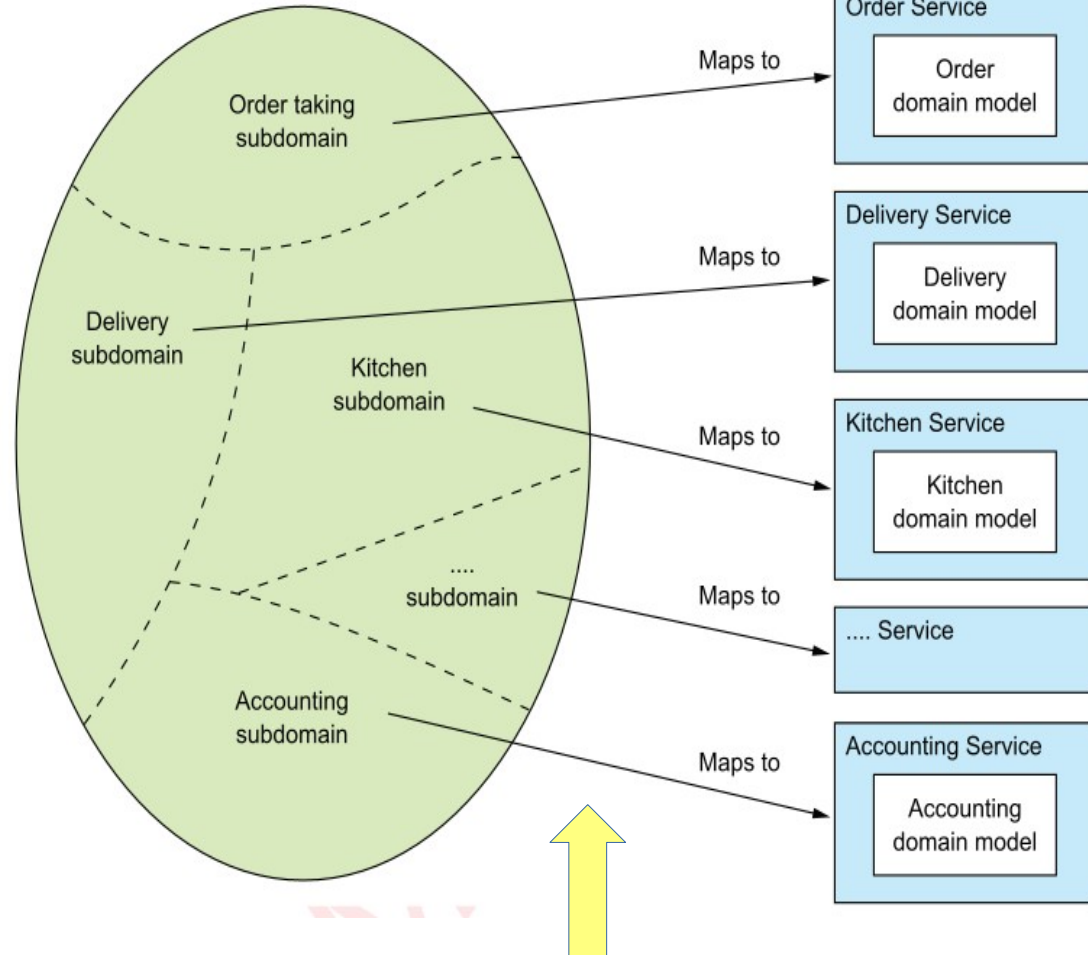 Order Service
Maps to
Order
domain model
Order taking
subdomain
Delivery Service
Maps to
Delivery
domain model
Delivery
subdomain
Kitchen
subdomain
Kitchen Service
Maps to
Kitchen
domain model
....
subdomain
Maps to
.... Service
Accounting
subdomain
Accounting Service
Maps to
Accounting
domain model